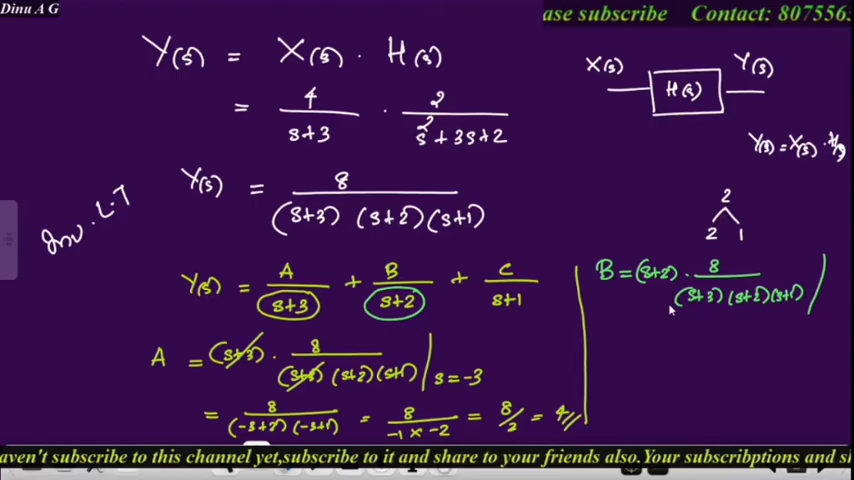 Dinu A G
ase subscribe Contact: 8075563
Y(s) = X(s) · H(s)
= 4/(s+3) · 2/(s²+3s+2)
X(s) H(s) Y(s)
Y(s) = X(s) · H(s)
Y(s) = 8/((s+3) (s+2)(s+1))
Inv. L.T
2
2 1
Y(s) = A/(s+3) + B/(s+2) + C/(s+1)
A = (s+3) · 8/((s+3) (s+2)(s+1)) | s=-3
= 8/((-3+2)(-3+1)) = 8/(-1 × -2) = 8/2 = 4//
B = (s+2) · 8/((s+3)(s+2)(s+1)) |
aven't subscribe to this channel yet,subscribe to it and share to your friends also.Your subscribptions and sh